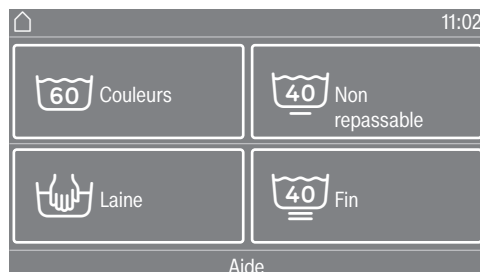 11:02
60 Couleurs
40 Non
repassable
Laine
40 Fin
Aide